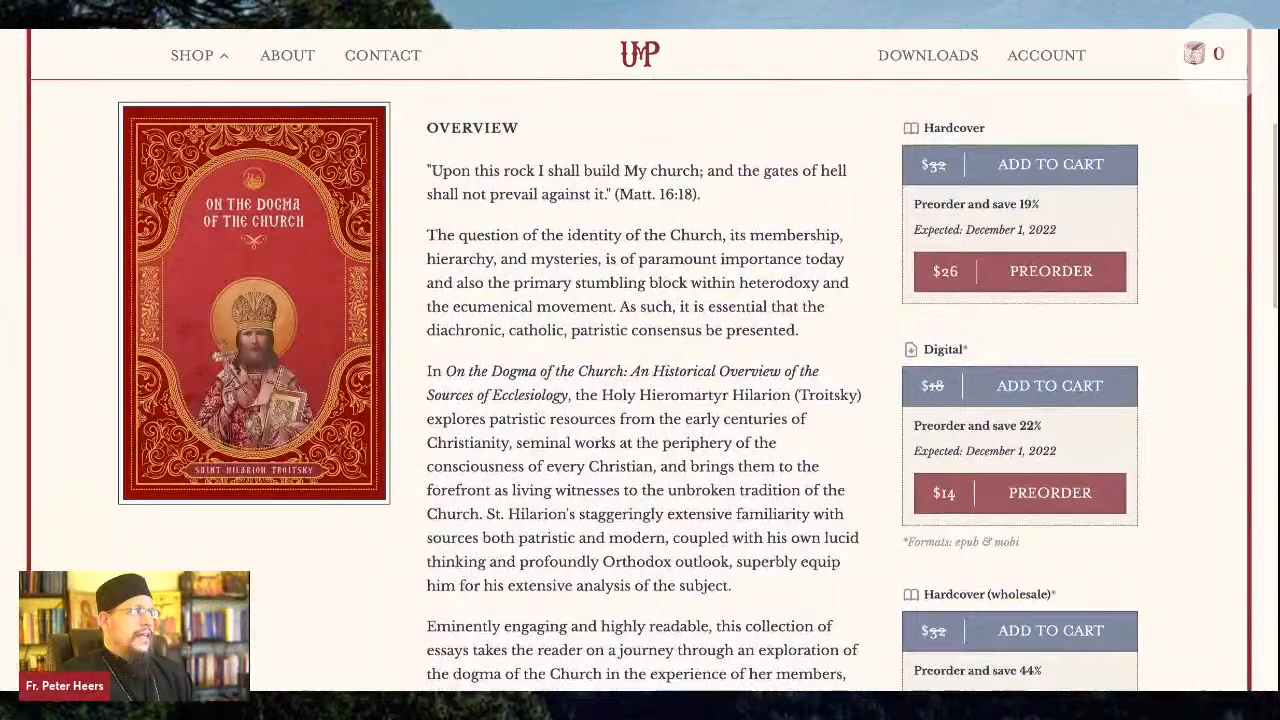 SHOP
ABOUT
CONTACT
UMP
DOWNLOADS
ACCOUNT
0
ON THE DOGMA
OF THE CHURCH
SAINT HILARION TROITSKY
OVERVIEW
"Upon this rock I shall build My church; and the gates of hell
shall not prevail against it." (Matt. 16:18).
The question of the identity of the Church, its membership,
hierarchy, and mysteries, is of paramount importance today
and also the primary stumbling block within heterodoxy and
the ecumenical movement. As such, it is essential that the
diachronic, catholic, patristic consensus be presented.
In On the Dogma of the Church: An Historical Overview of the
Sources of Ecclesiology, the Holy Hieromartyr Hilarion (Troitsky)
explores patristic resources from the early centuries of
Christianity, seminal works at the periphery of the
consciousness of every Christian, and brings them to the
forefront as living witnesses to the unbroken tradition of the
Church. St. Hilarion's staggeringly extensive familiarity with
sources both patristic and modern, coupled with his own lucid
thinking and profoundly Orthodox outlook, superbly equip
him for his extensive analysis of the subject.
Eminently engaging and highly readable, this collection of
essays takes the reader on a journey through an exploration of
the dogma of the Church in the experience of her members,
Hardcover
$32 ADD TO CART
Preorder and save 19%
Expected: December 1, 2022
$26 PREORDER
Digital*
$18 ADD TO CART
Preorder and save 22%
Expected: December 1, 2022
$14 PREORDER
*Formats: epub & mobi
Hardcover (wholesale)*
$32 ADD TO CART
Preorder and save 44%
Fr. Peter Heers